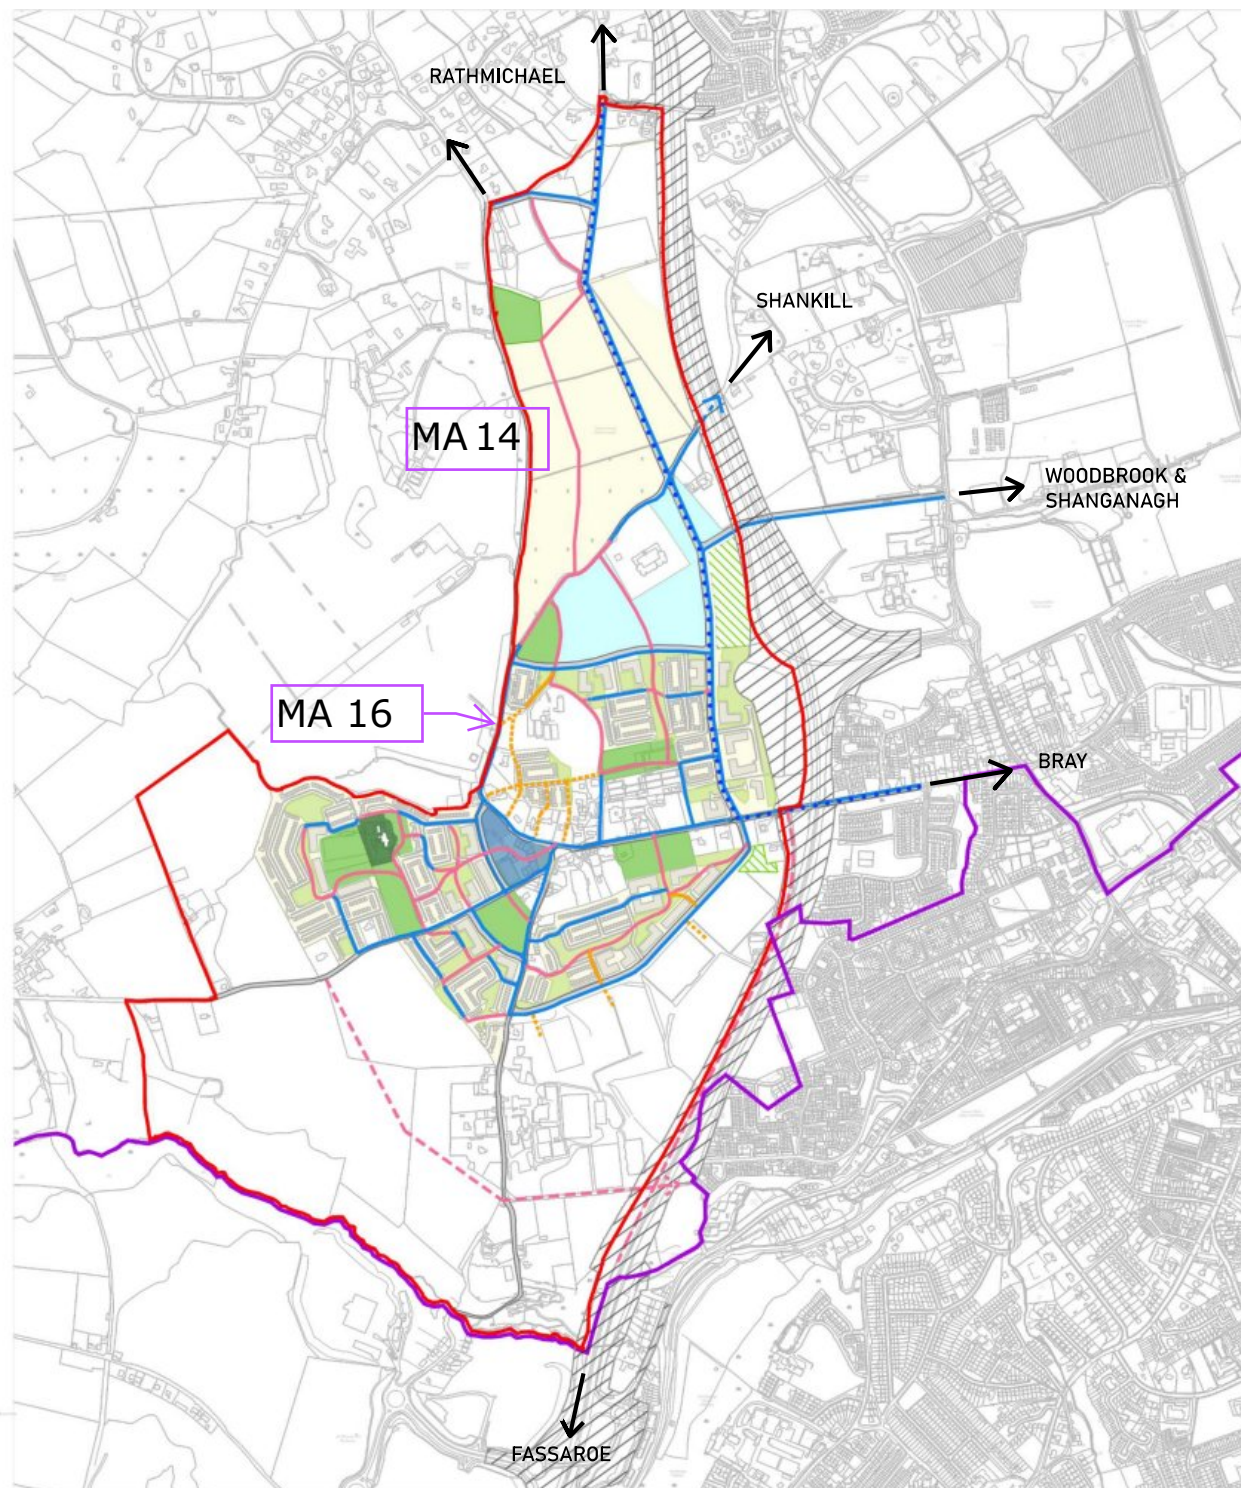 RATHMICHAEL
SHANKILL
MA 14
WOODBROOK &
SHANGANAGH
MA 16
BRAY
FASSAROE